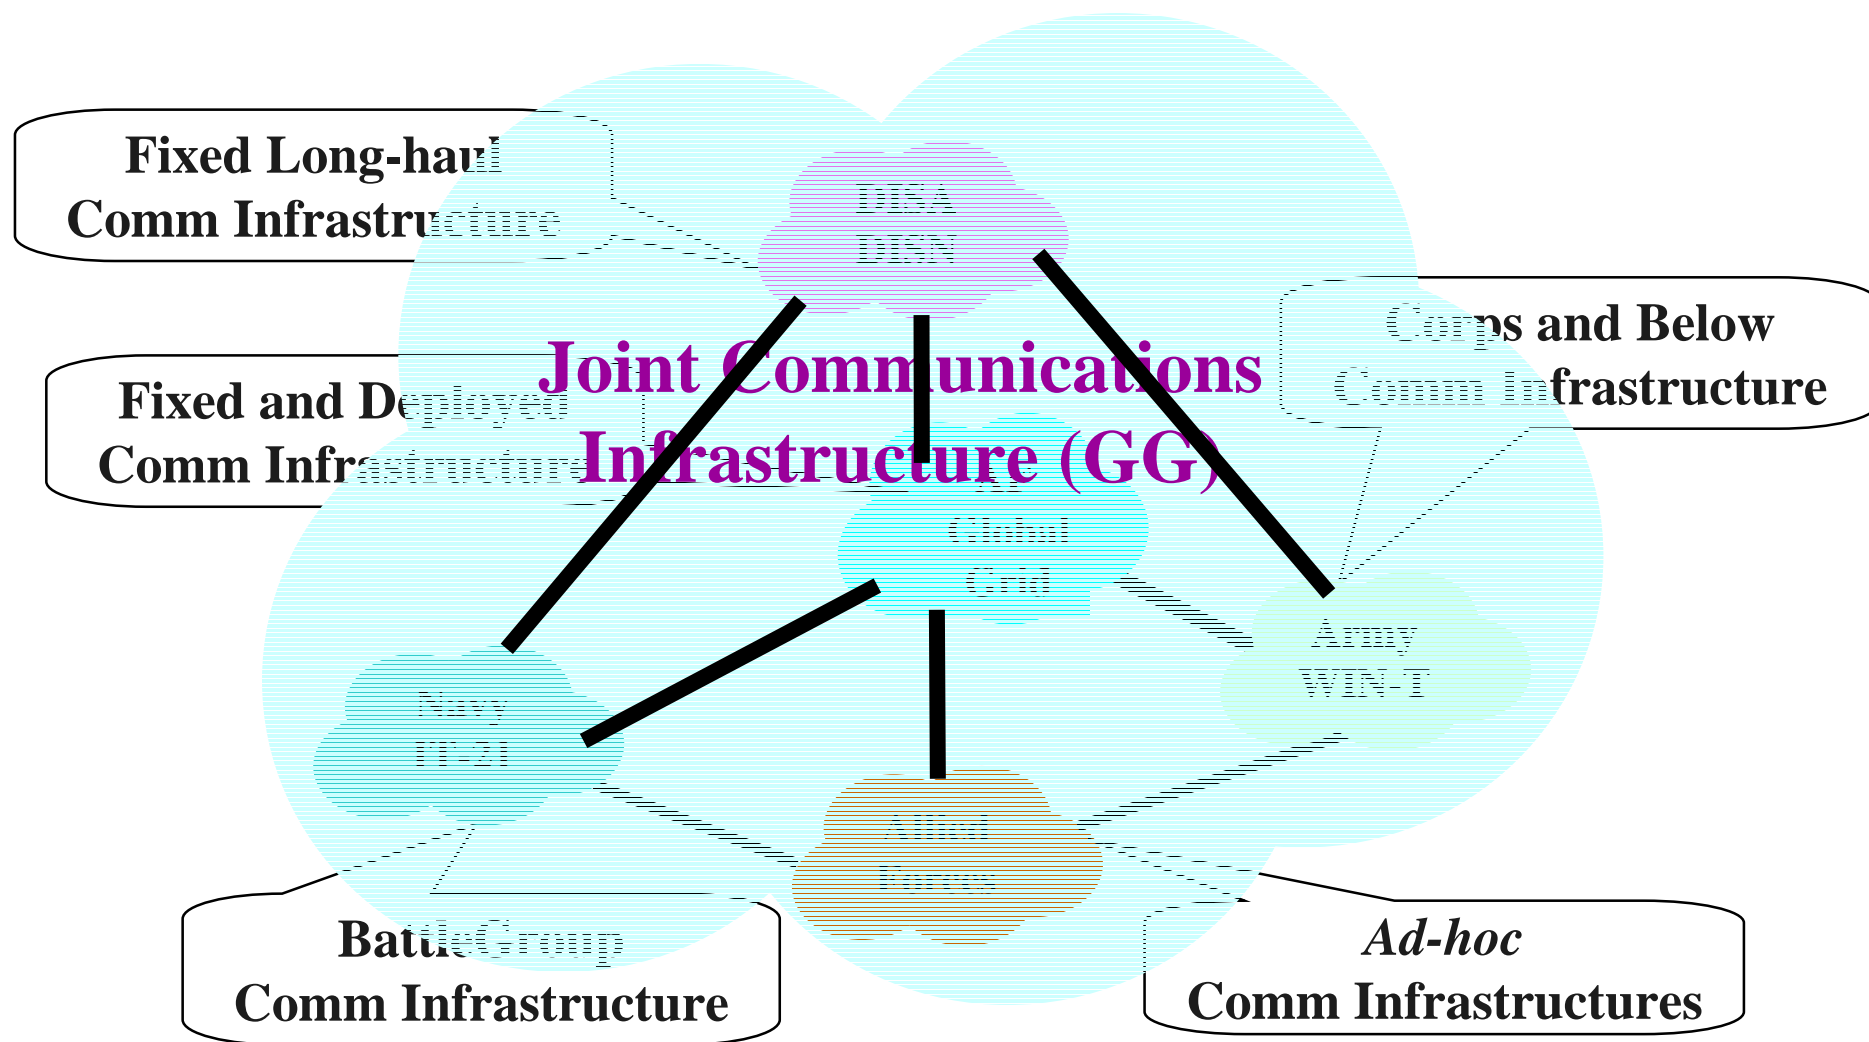 Fixed Long-haul
Comm Infrastructure
DISA
DISN
Joint Communications
Infrastructure (GG)
Corps and Below
Comm Infrastructure
Fixed and Deployed
Comm Infrastructure
AF
Global
Grid
Army
WIN-T
Navy
IT-21
Allied
Forces
BattleGroup
Comm Infrastructure
Ad-hoc
Comm Infrastructures